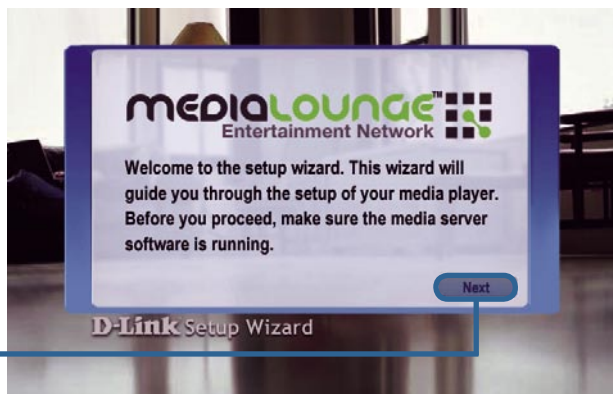 MEDIALOUNGE™
Entertainment Network
Welcome to the setup wizard. This wizard will
guide you through the setup of your media player.
Before you proceed, make sure the media server
software is running.
Next
D-Link Setup Wizard